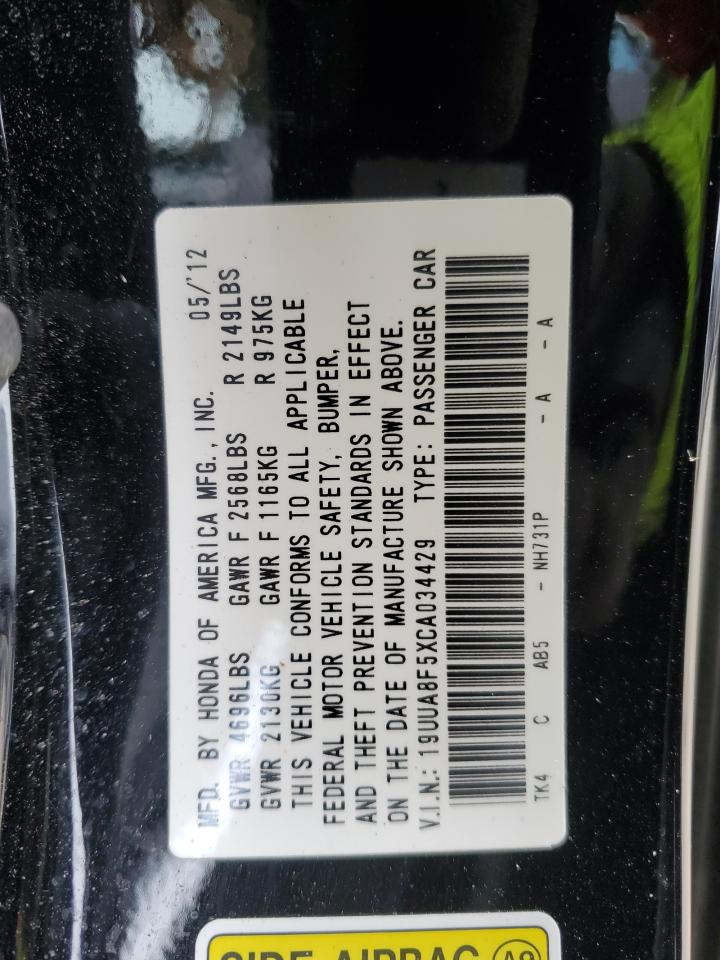 MFD. BY HONDA OF AMERICA MFG., INC. 05/'12
GVWR 4696LBS GAWR F 2568LBS R 2149LBS
GVWR 2130KG GAWR F 1165KG R 975KG
THIS VEHICLE CONFORMS TO ALL APPLICABLE
FEDERAL MOTOR VEHICLE SAFETY, BUMPER,
AND THEFT PREVENTION STANDARDS IN EFFECT
ON THE DATE OF MANUFACTURE SHOWN ABOVE.
V.I.N.: 19UUA8F5XCA034429 TYPE: PASSENGER CAR
TK4 C AB5 - NH731P - A - A
SIDE AIRBAG